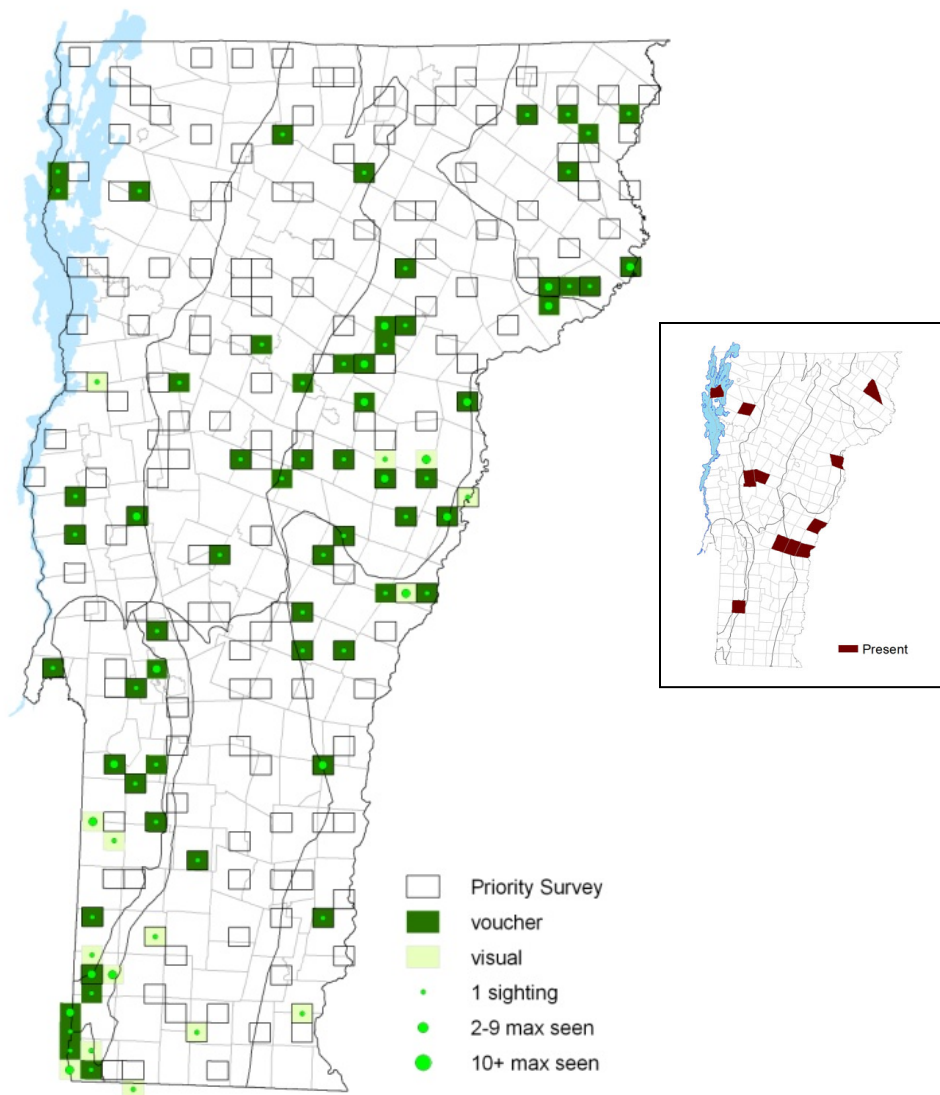 Present
Priority Survey
voucher
visual
1 sighting
2-9 max seen
10+ max seen